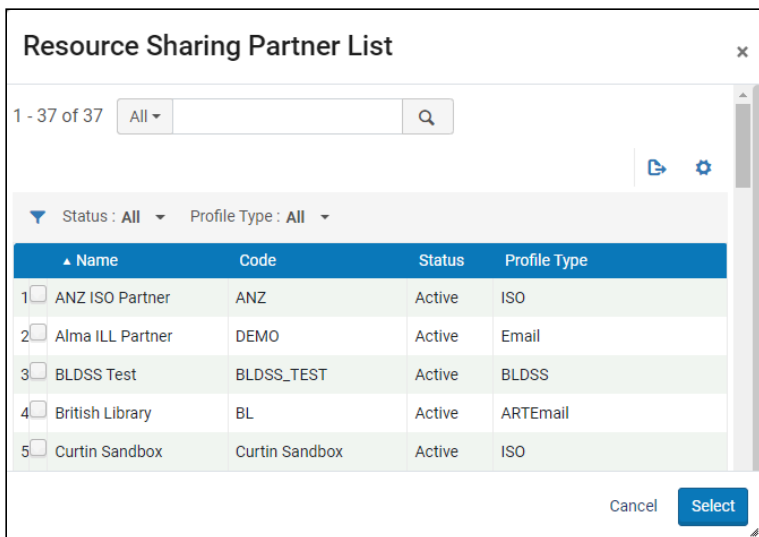 Resource Sharing Partner List ×
1 - 37 of 37 All
Status : All Profile Type : All
Name Code Status Profile Type
1 ANZ ISO Partner ANZ Active ISO
2 Alma ILL Partner DEMO Active Email
3 BLDSS Test BLDSS_TEST Active BLDSS
4 British Library BL Active ARTEmail
5 Curtin Sandbox Curtin Sandbox Active ISO
Cancel Select